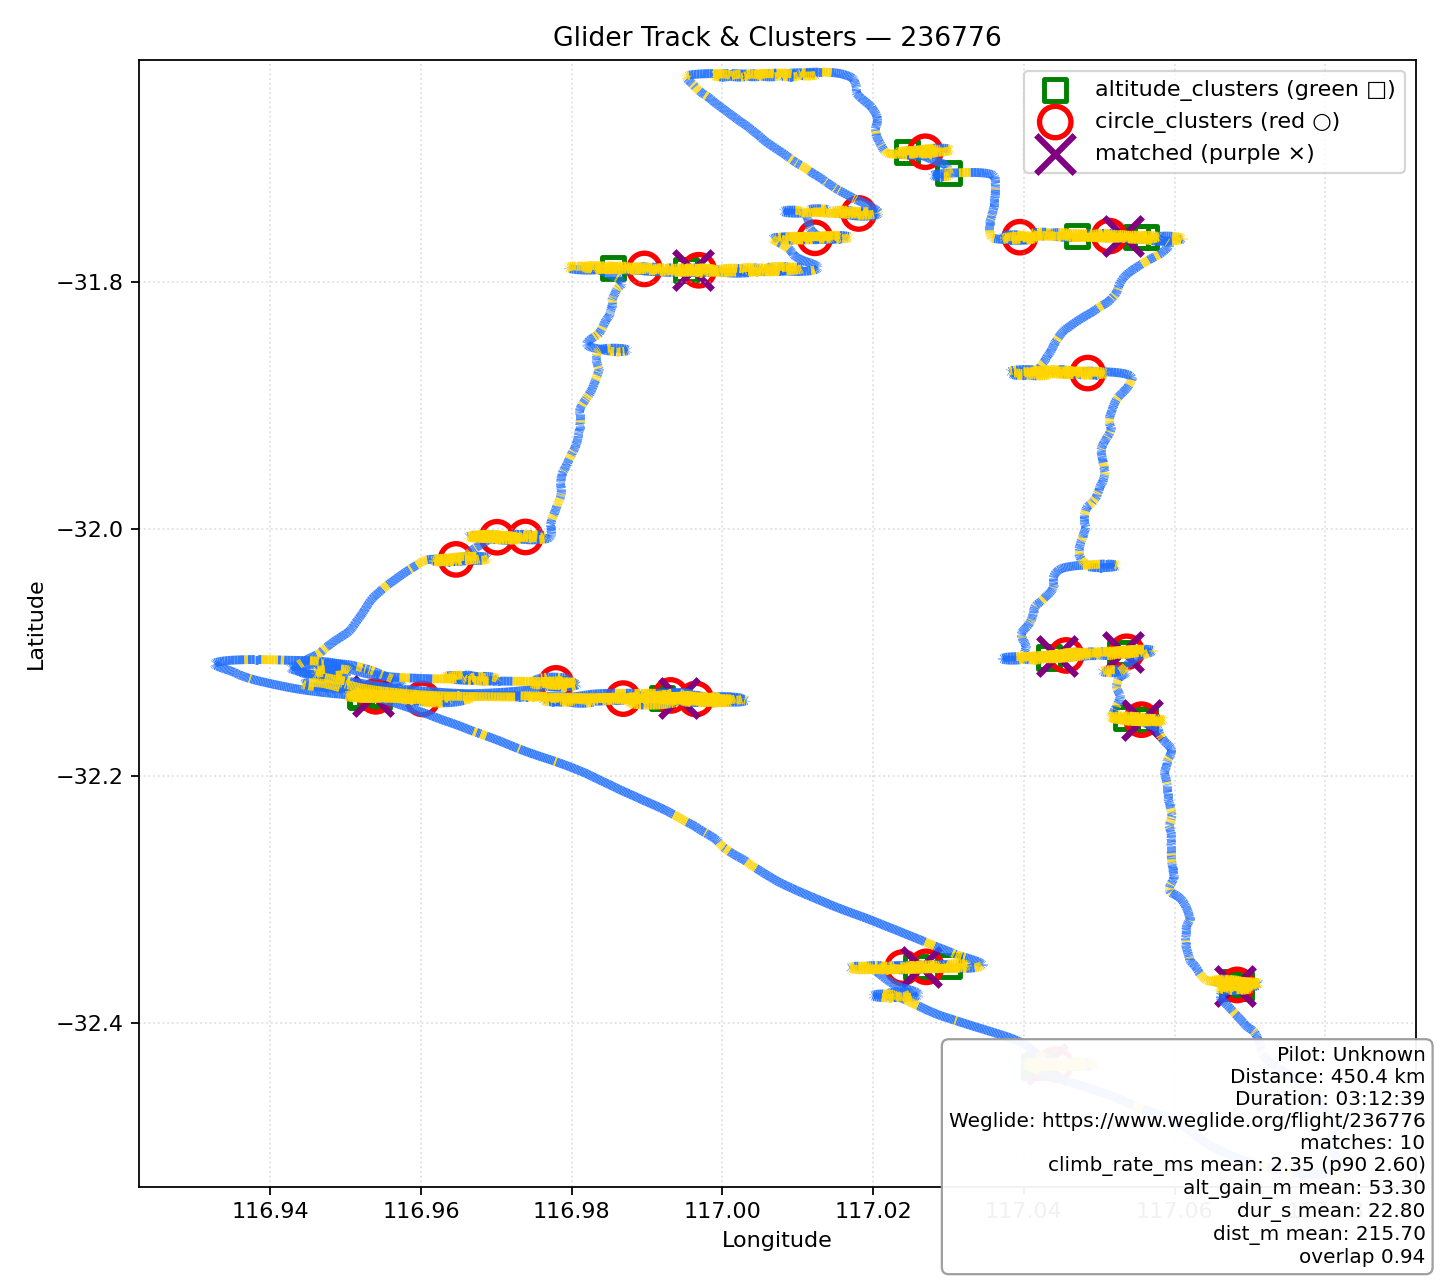 Glider Track & Clusters — 236776
altitude_clusters (green □)
circle_clusters (red ○)
matched (purple ×)
Latitude
−31.8
−32.0
−32.2
−32.4
116.94
116.96
116.98
117.00
117.02
117.04
117.06
Longitude
Pilot: Unknown
Distance: 450.4 km
Duration: 03:12:39
Weglide: https://www.weglide.org/flight/236776
matches: 10
climb_rate_ms mean: 2.35 (p90 2.60)
alt_gain_m mean: 53.30
dur_s mean: 22.80
dist_m mean: 215.70
overlap 0.94